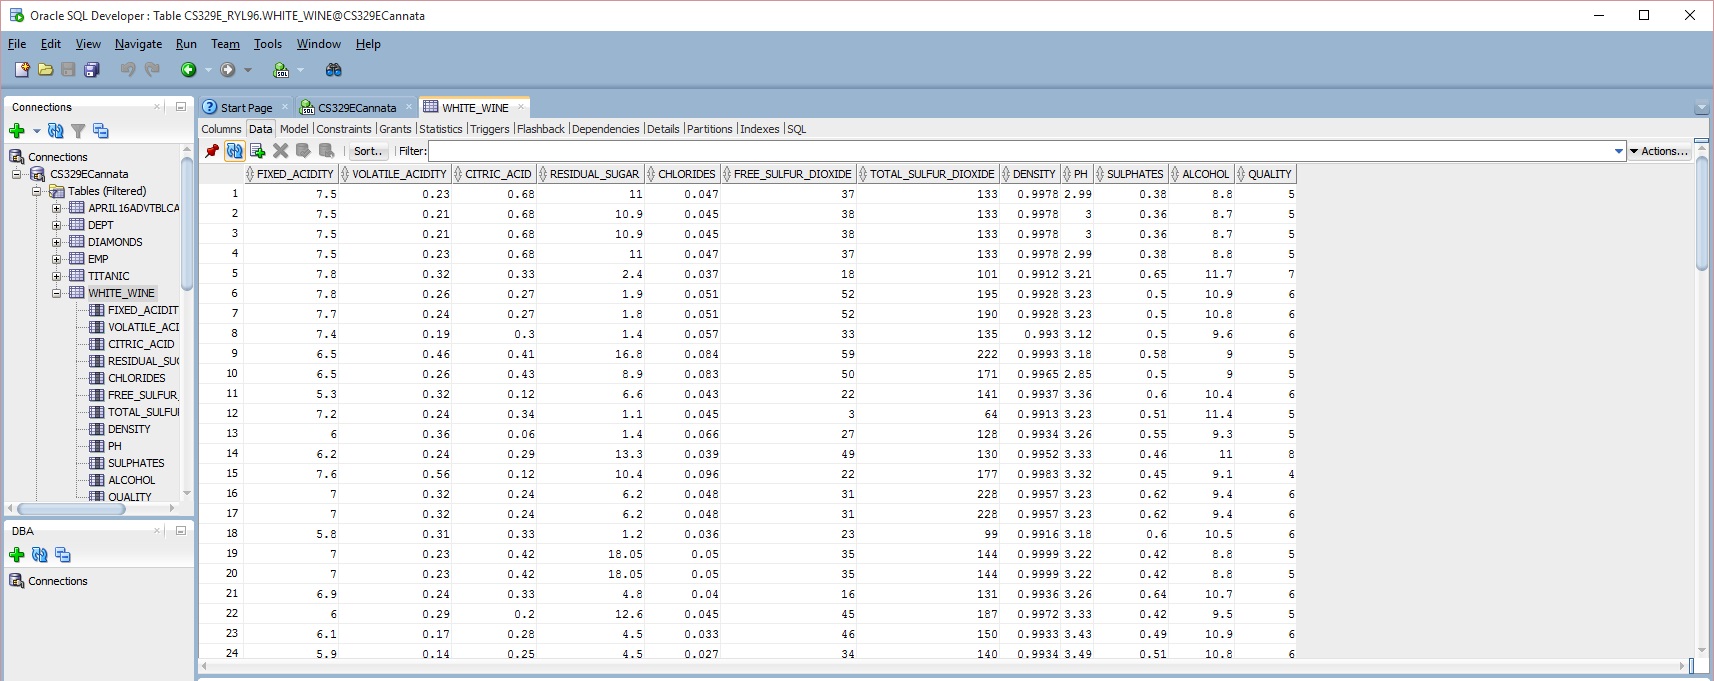 Oracle SQL Developer : Table CS329E_RYL96.WHITE_WINE@CS329ECannata
File Edit View Navigate Run Team Tools Window Help
Connections
Connections
CS329ECannata
Tables (Filtered)
APRIL16ADVTBLCA
DEPT
DIAMONDS
EMP
TITANIC
WHITE_WINE
FIXED_ACIDIT
VOLATILE_ACI
CITRIC_ACID
RESIDUAL_SUG
CHLORIDES
FREE_SULFUR_
TOTAL_SULFUR
DENSITY
PH
SULPHATES
ALCOHOL
QUALITY
DBA
Connections
Start Page CS329ECannata WHITE_WINE
Columns Data Model Constraints Grants Statistics Triggers Flashback Dependencies Details Partitions Indexes SQL
Sort.. Filter: Actions...
FIXED_ACIDITY VOLATILE_ACIDITY CITRIC_ACID RESIDUAL_SUGAR CHLORIDES FREE_SULFUR_DIOXIDE TOTAL_SULFUR_DIOXIDE DENSITY PH SULPHATES ALCOHOL QUALITY
1 7.5 0.23 0.68 11 0.047 37 133 0.9978 2.99 0.38 8.8 5
2 7.5 0.21 0.68 10.9 0.045 38 133 0.9978 3 0.36 8.7 5
3 7.5 0.21 0.68 10.9 0.045 38 133 0.9978 3 0.36 8.7 5
4 7.5 0.23 0.68 11 0.047 37 133 0.9978 2.99 0.38 8.8 5
5 7.8 0.32 0.33 2.4 0.037 18 101 0.9912 3.21 0.65 11.7 7
6 7.8 0.26 0.27 1.9 0.051 52 195 0.9928 3.23 0.5 10.9 6
7 7.7 0.24 0.27 1.8 0.051 52 190 0.9928 3.23 0.5 10.8 6
8 7.4 0.19 0.3 1.4 0.057 33 135 0.993 3.12 0.5 9.6 6
9 6.5 0.46 0.41 16.8 0.084 59 222 0.9993 3.18 0.58 9 5
10 6.5 0.26 0.43 8.9 0.083 50 171 0.9965 2.85 0.5 9 5
11 5.3 0.32 0.12 6.6 0.043 22 141 0.9937 3.36 0.6 10.4 6
12 7.2 0.24 0.34 1.1 0.045 3 64 0.9913 3.23 0.51 11.4 5
13 6 0.36 0.06 1.4 0.066 27 128 0.9934 3.26 0.55 9.3 5
14 6.2 0.24 0.29 13.3 0.039 49 130 0.9952 3.33 0.46 11 8
15 7.6 0.56 0.12 10.4 0.096 22 177 0.9983 3.32 0.45 9.1 4
16 7 0.32 0.24 6.2 0.048 31 228 0.9957 3.23 0.62 9.4 6
17 7 0.32 0.24 6.2 0.048 31 228 0.9957 3.23 0.62 9.4 6
18 5.8 0.31 0.33 1.2 0.036 23 99 0.9916 3.18 0.6 10.5 6
19 7 0.23 0.42 18.05 0.05 35 144 0.9999 3.22 0.42 8.8 5
20 7 0.23 0.42 18.05 0.05 35 144 0.9999 3.22 0.42 8.8 5
21 6.9 0.24 0.33 4.8 0.04 16 131 0.9936 3.26 0.64 10.7 6
22 6 0.29 0.2 12.6 0.045 45 187 0.9972 3.33 0.42 9.5 5
23 6.1 0.17 0.28 4.5 0.033 46 150 0.9933 3.43 0.49 10.9 6
24 5.9 0.14 0.25 4.5 0.027 34 140 0.9934 3.49 0.51 10.8 6